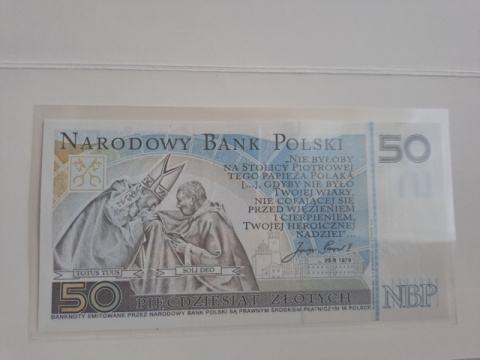 NARODOWY BANK POLSKI
50
"NIE BYŁOBY
NA STOLICY PIOTROWEJ
TEGO PAPIEŻA POLAKA
[...], GDYBY NIE BYŁO
TWOJEJ WIARY,
NIE COFAJĄCEJ SIĘ
PRZED WIĘZIENIEM
I CIERPIENIEM,
TWOJEJ HEROICZNEJ
NADZIEI"...
TOTUS TUUS
SOLI DEO
50
PIĘĆDZIESIĄT ZŁOTYCH
NBP
BANKNOTY EMITOWANE PRZEZ NARODOWY BANK POLSKI SĄ PRAWNYM ŚRODKIEM PŁATNICZYM W POLSCE